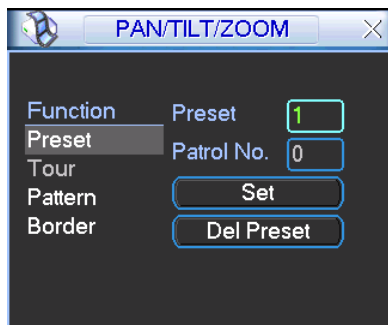 PAN/TILT/ZOOM
Function
Preset
Tour
Pattern
Border
Preset 1
Patrol No. 0
Set
Del Preset